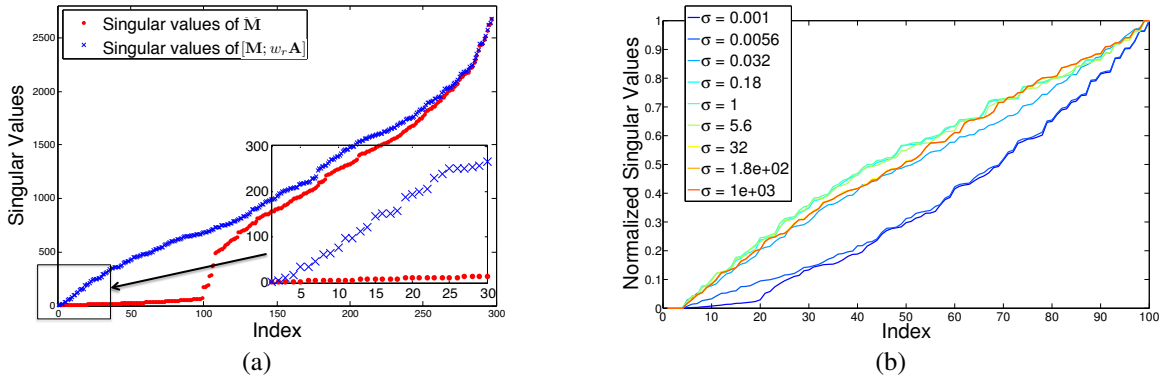 Singular values of M
Singular values of [M; w_r A]
Singular Values
2500
2000
1500
1000
500
0
0
50
100
150
200
250
300
Index
300
200
100
0
5
10
15
20
25
30
(a)
σ = 0.001
σ = 0.0056
σ = 0.032
σ = 0.18
σ = 1
σ = 5.6
σ = 32
σ = 1.8e+02
σ = 1e+03
Normalized Singular Values
1
0.9
0.8
0.7
0.6
0.5
0.4
0.3
0.2
0.1
0
0
10
20
30
40
50
60
70
80
90
100
Index
(b)